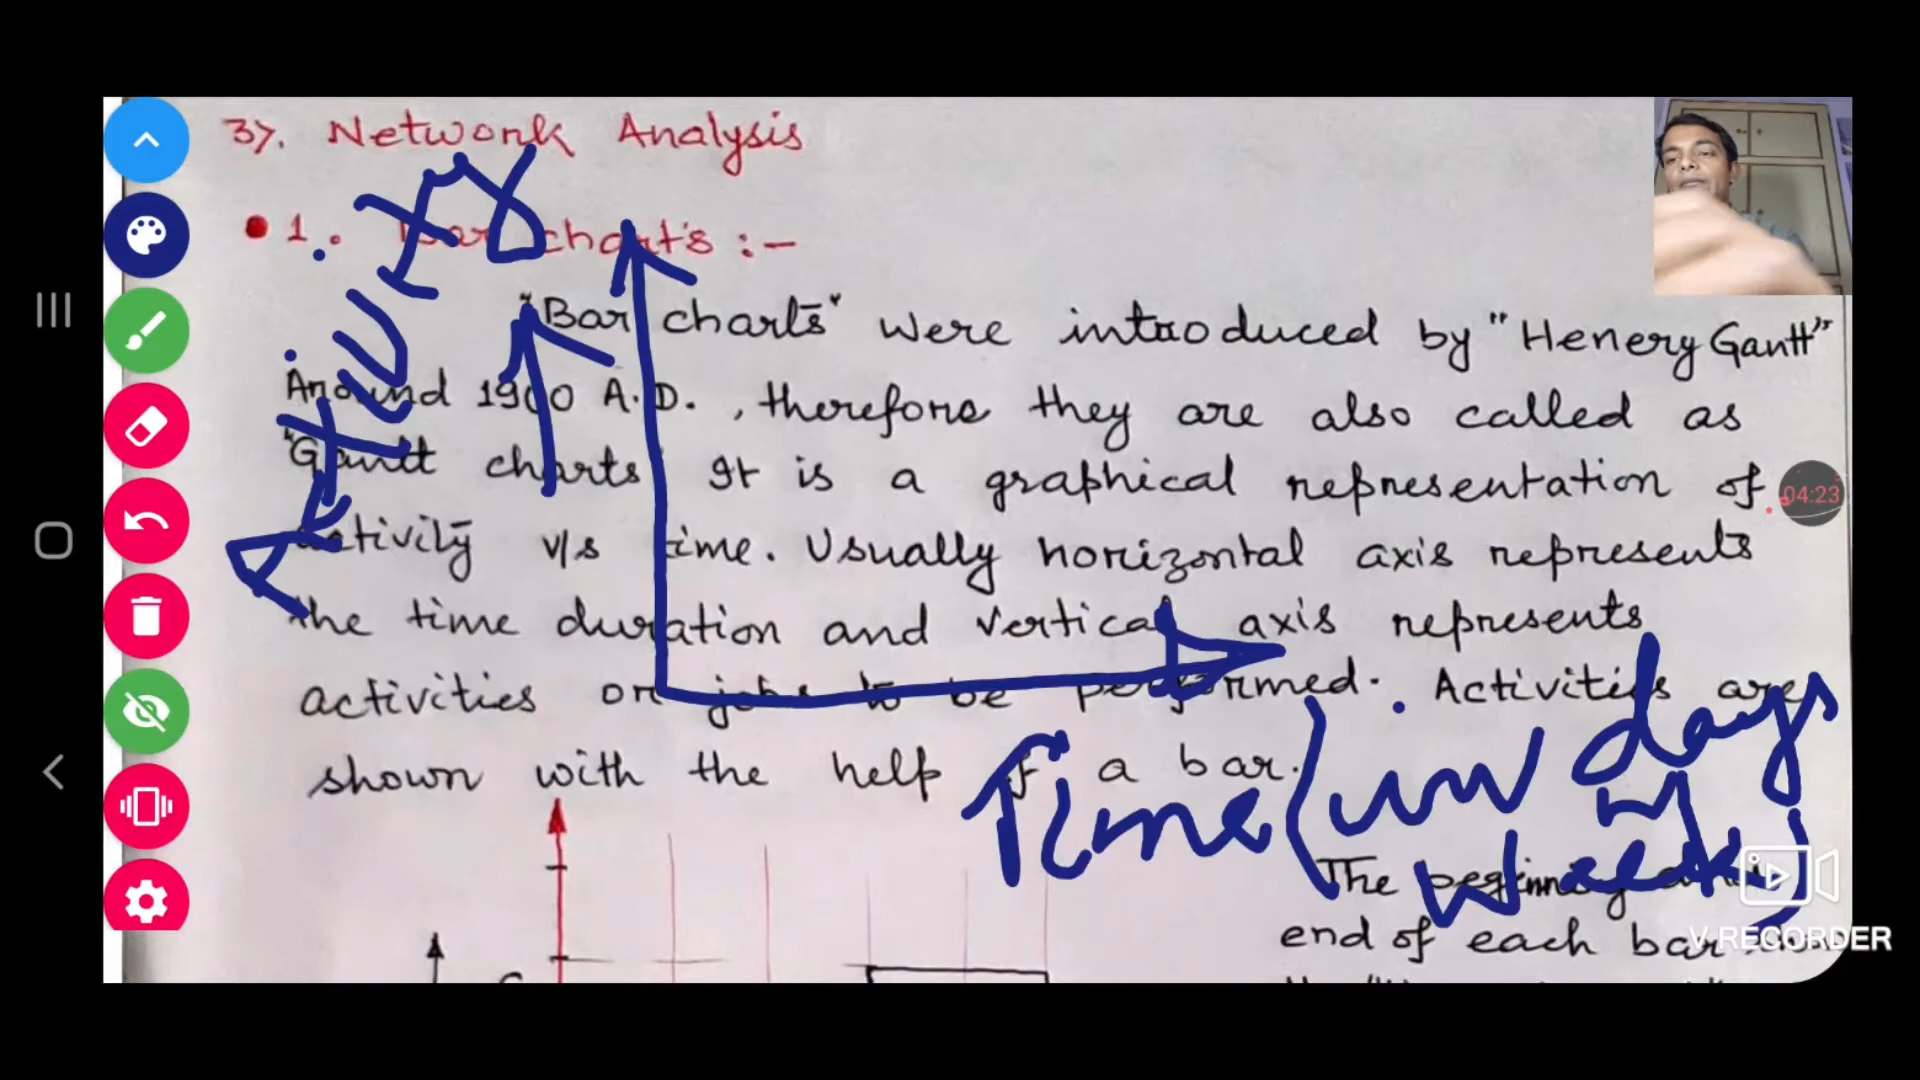 3). Network Analysis
1. Bar charts :-
"Bar charts" were introduced by "Henery Gantt"
Around 1900 A.D. , therefore they are also called as
"Gantt charts" It is a graphical representation of
activity v/s time. Usually horizontal axis represents
the time duration and vertical axis represents
activities or jobs to be performed. Activities are
shown with the help of a bar.
Activity
Time (in days
or
weeks)
The beginning and
end of each bar
04:23
V RECORDER